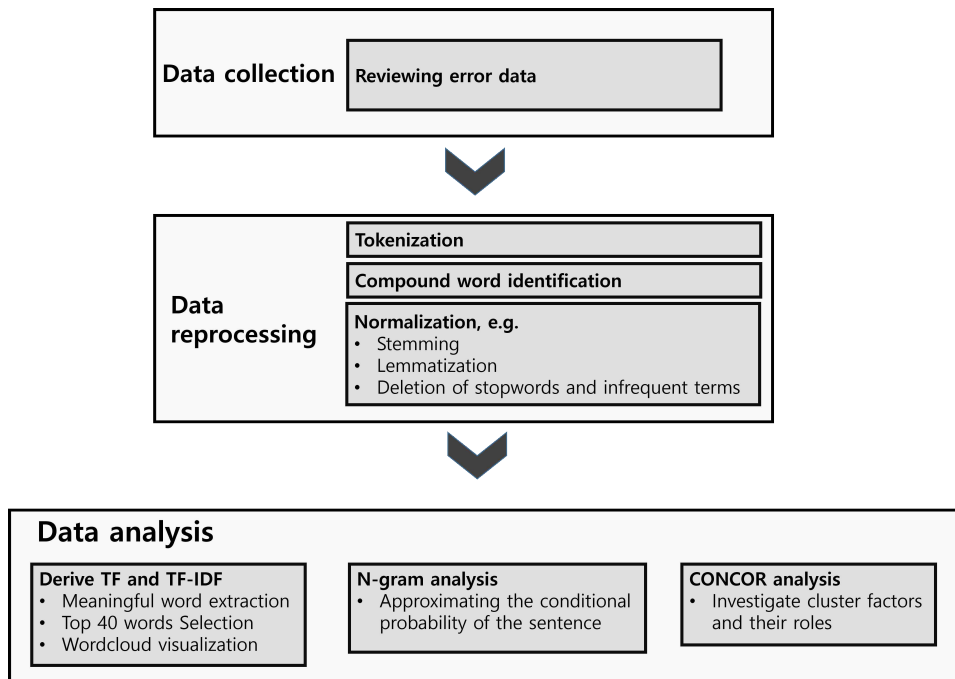 Data collection
Reviewing error data
Data
reprocessing
Tokenization
Compound word identification
Normalization, e.g.
• Stemming
• Lemmatization
• Deletion of stopwords and infrequent terms
Data analysis
Derive TF and TF-IDF
• Meaningful word extraction
• Top 40 words Selection
• Wordcloud visualization
N-gram analysis
• Approximating the conditional
probability of the sentence
CONCOR analysis
• Investigate cluster factors
and their roles